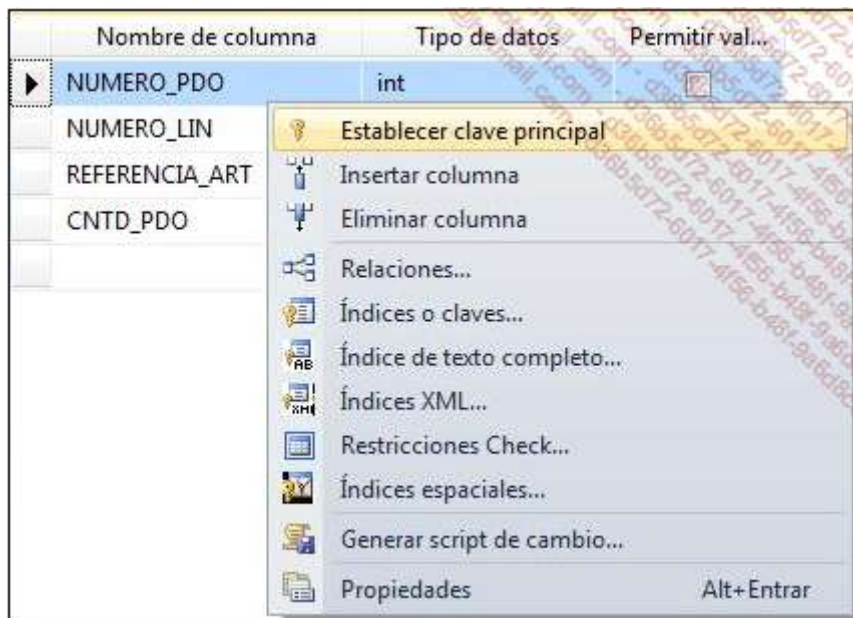 Nombre de columna Tipo de datos Permitir val...
NUMERO_PDO int
NUMERO_LIN
REFERENCIA_ART
CNTD_PDO
Establecer clave principal
Insertar columna
Eliminar columna
Relaciones...
Índices o claves...
Índice de texto completo...
Índices XML...
Restricciones Check...
Índices espaciales...
Generar script de cambio...
Propiedades Alt+Entrar